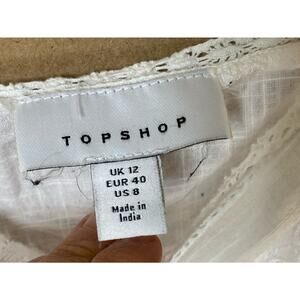 TOPSHOP
UK 12
EUR 40
US 8
Made in
India